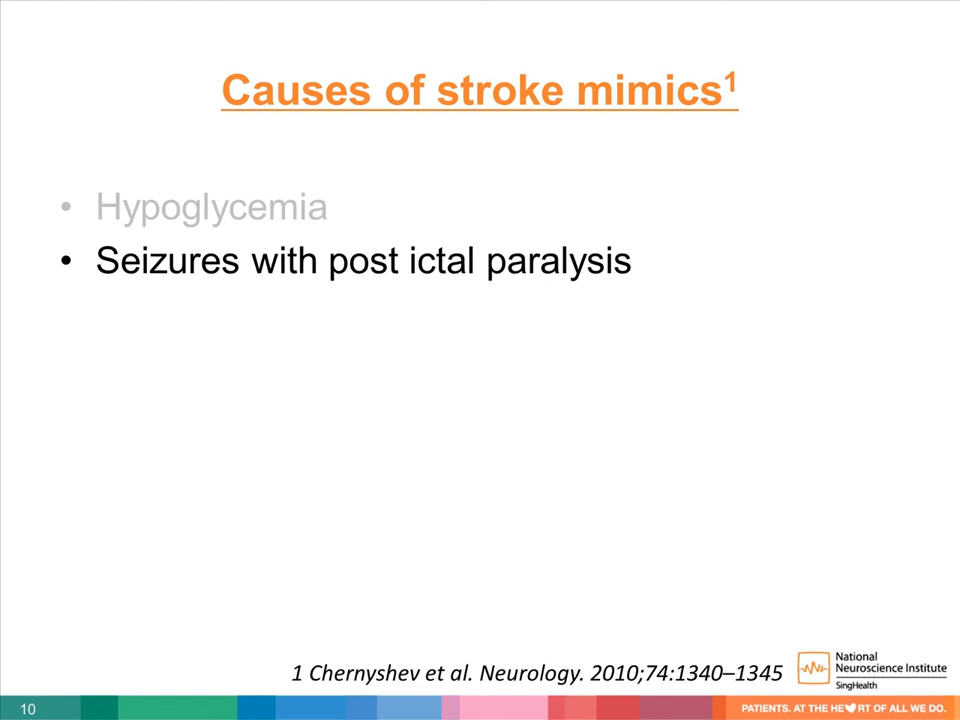 Causes of stroke mimics1
• Hypoglycemia
• Seizures with post ictal paralysis
1 Chernyshev et al. Neurology. 2010;74:1340–1345
National
Neuroscience Institute
SingHealth
10
PATIENTS. AT THE HE♥RT OF ALL WE DO.